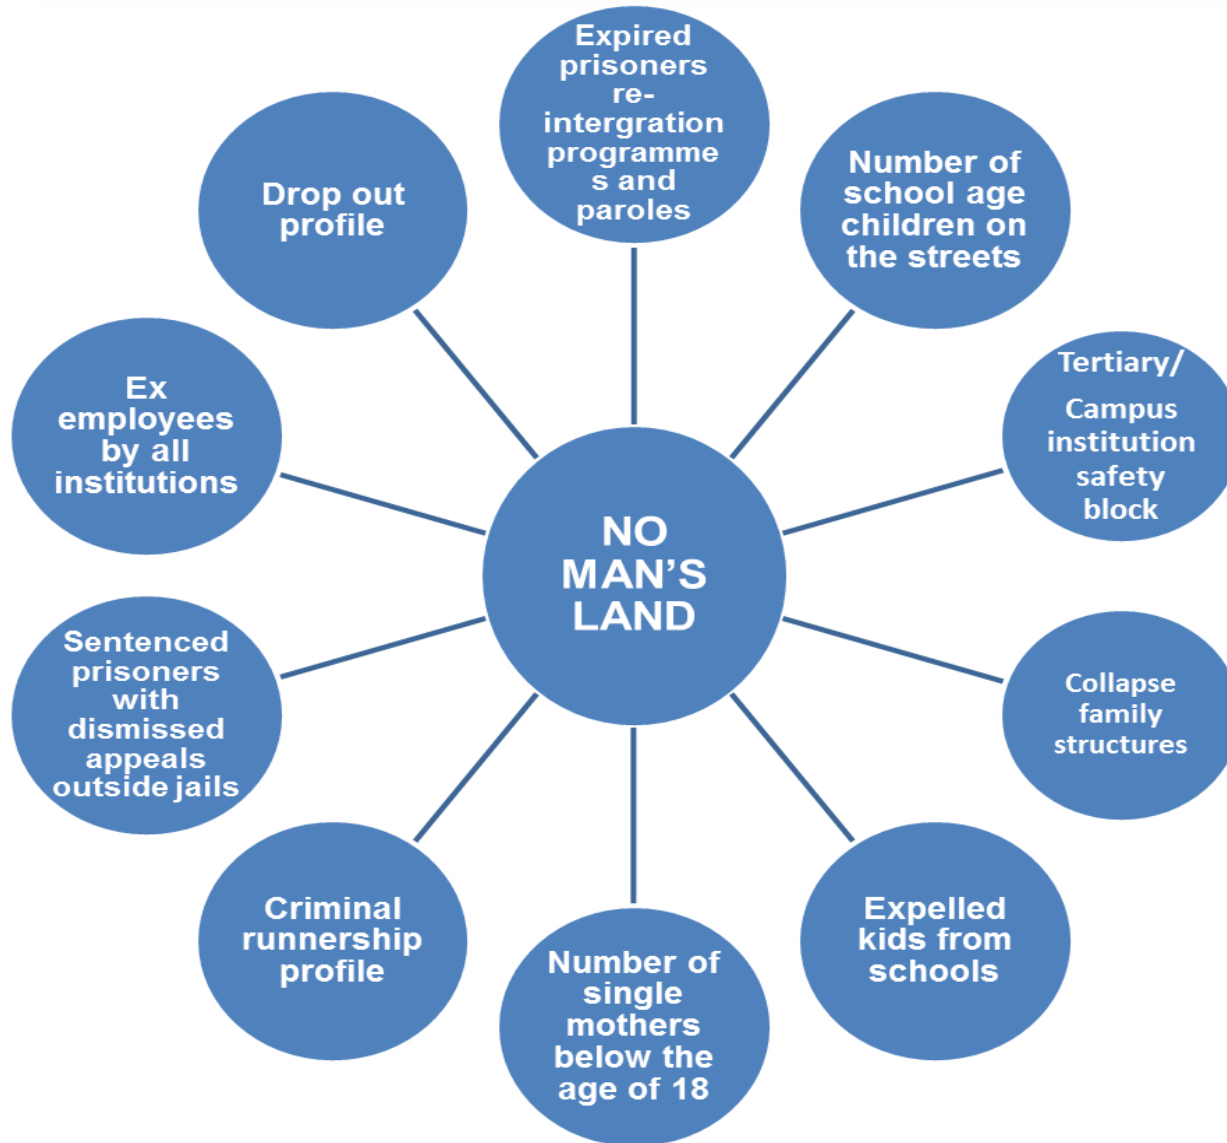 Expired
prisoners
re-
intergration
programme
s and
paroles
Number of
school age
children on
the streets
Tertiary/
Campus
institution
safety
block
Collapse
family
structures
Expelled
kids from
schools
Number of
single
mothers
below the
age of 18
Criminal
runnership
profile
Sentenced
prisoners
with
dismissed
appeals
outside jails
Ex
employees
by all
institutions
Drop out
profile
NO
MAN’S
LAND